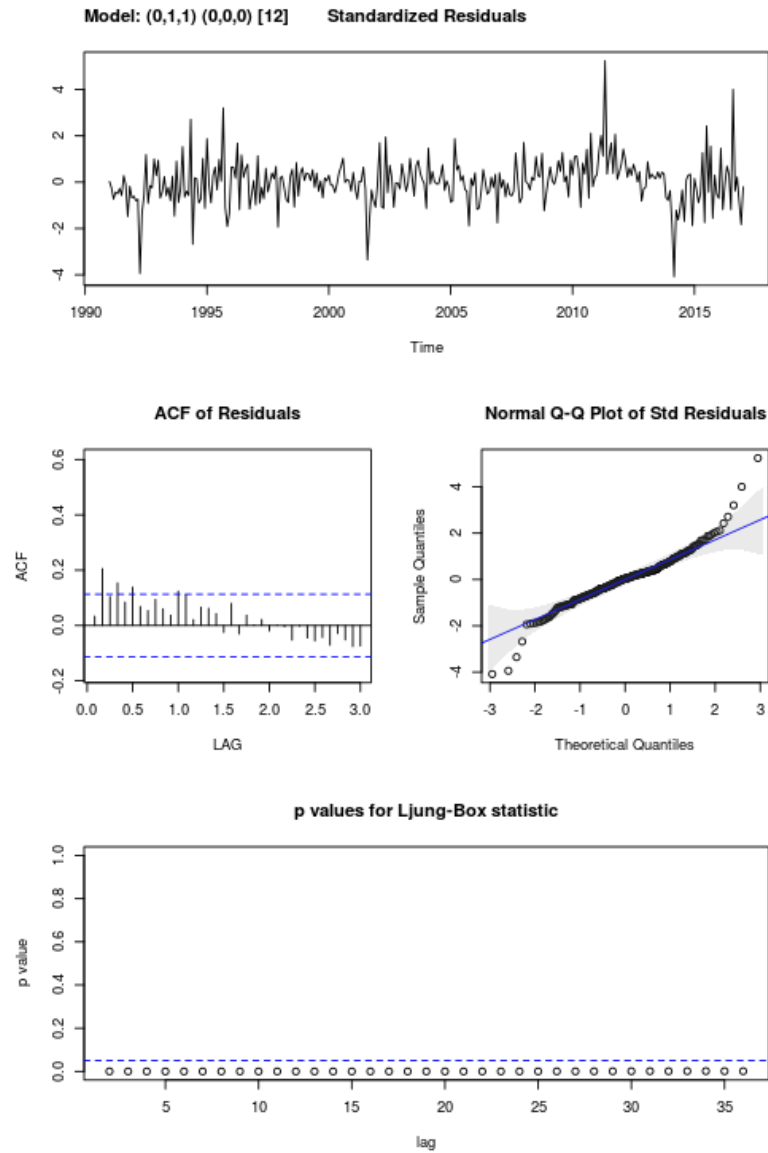 Model: (0,1,1) (0,0,0) [12] Standardized Residuals
4
2
0
-2
-4
1990 1995 2000 2005 2010 2015
Time
ACF of Residuals
ACF
0.6
0.4
0.2
0.0
-0.2
0.0 0.5 1.0 1.5 2.0 2.5 3.0
LAG
Normal Q-Q Plot of Std Residuals
Sample Quantiles
4
2
0
-2
-4
-3 -2 -1 0 1 2 3
Theoretical Quantiles
p values for Ljung-Box statistic
p value
1.0
0.8
0.6
0.4
0.2
0.0
5 10 15 20 25 30 35
lag